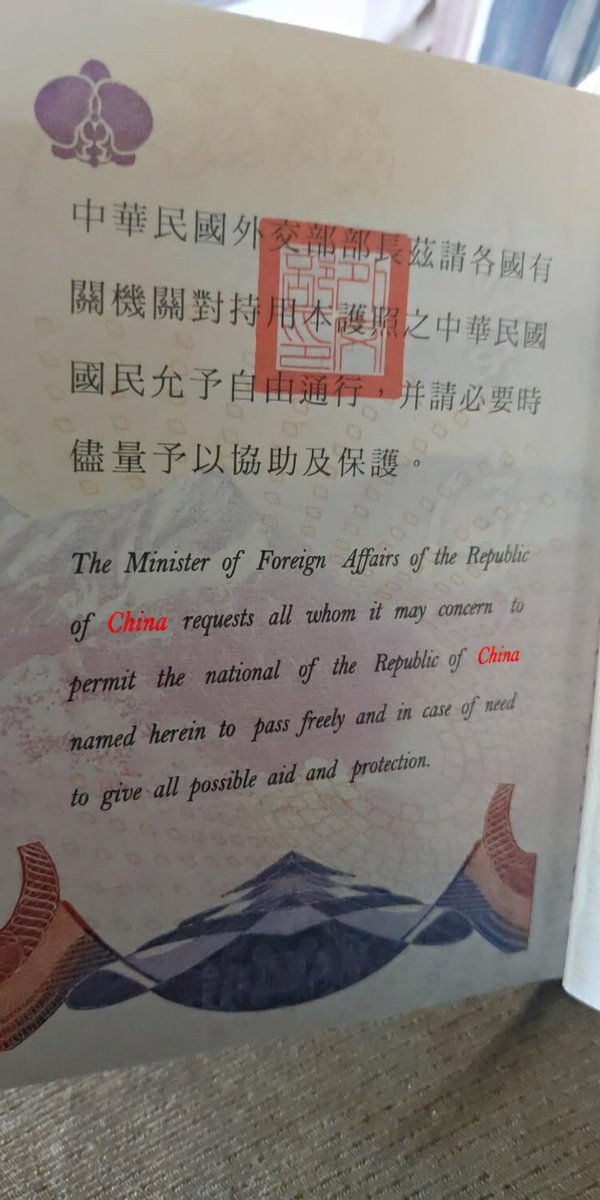 中華民國外交部部長茲請各國有
關機關對持用本護照之中華民國
國民允予自由通行，并請必要時
儘量予以協助及保護。
The Minister of Foreign Affairs of the Republic
of China requests all whom it may concern to
permit the national of the Republic of China
named herein to pass freely and in case of need
to give all possible aid and protection.